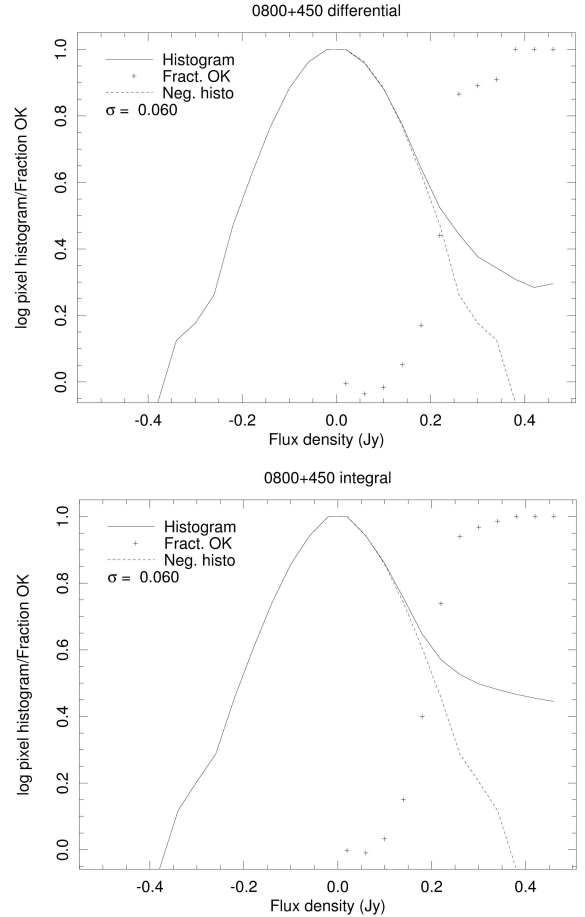 0800+450 differential
1.0
Histogram
+ Fract. OK
Neg. histo
σ = 0.060
0.8
0.6
0.4
0.2
0.0
log pixel histogram/Fraction OK
-0.4
-0.2
0.0
0.2
0.4
Flux density (Jy)
0800+450 integral
1.0
Histogram
+ Fract. OK
Neg. histo
σ = 0.060
0.8
0.6
0.4
0.2
0.0
log pixel histogram/Fraction OK
-0.4
-0.2
0.0
0.2
0.4
Flux density (Jy)